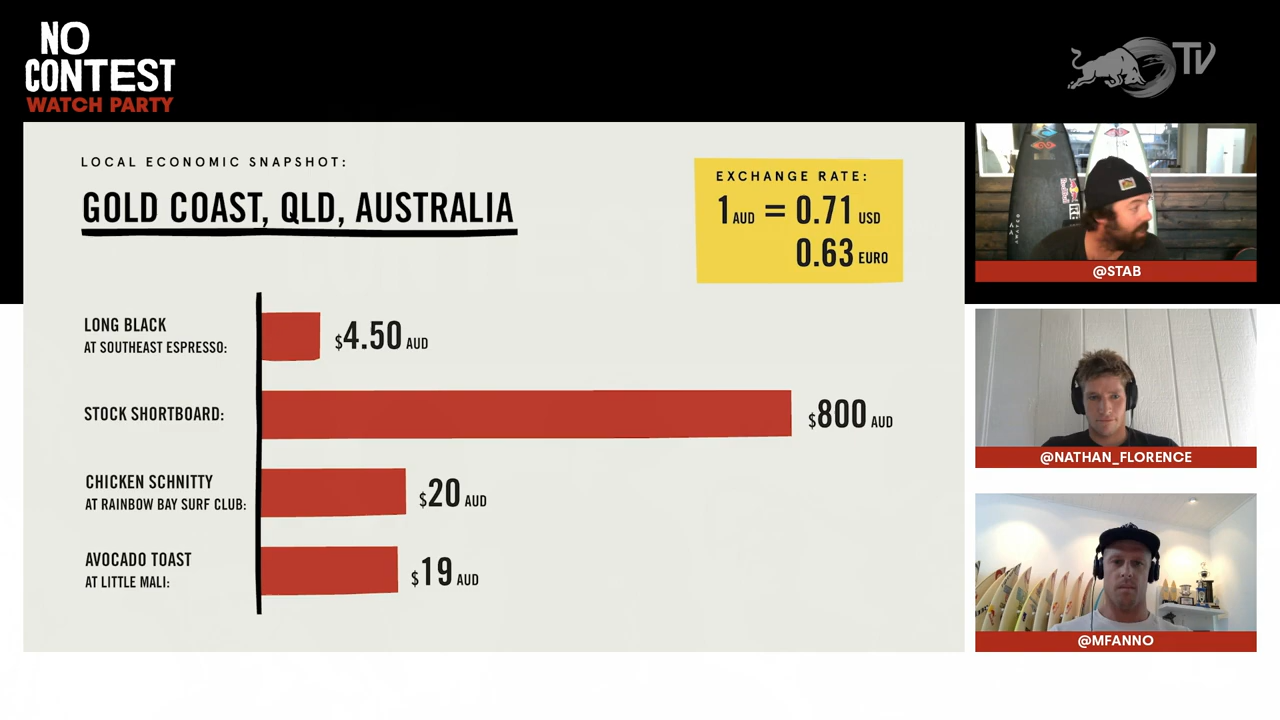 NO
CONTEST
WATCH PARTY
TV
LOCAL ECONOMIC SNAPSHOT:
GOLD COAST, QLD, AUSTRALIA
EXCHANGE RATE:
1 AUD = 0.71 USD
0.63 EURO
LONG BLACK
AT SOUTHEAST ESPRESSO:
$4.50 AUD
STOCK SHORTBOARD:
$800 AUD
CHICKEN SCHNITTY
AT RAINBOW BAY SURF CLUB:
$20 AUD
AVOCADO TOAST
AT LITTLE MALI:
$19 AUD
@STAB
@NATHAN_FLORENCE
@MFANNO